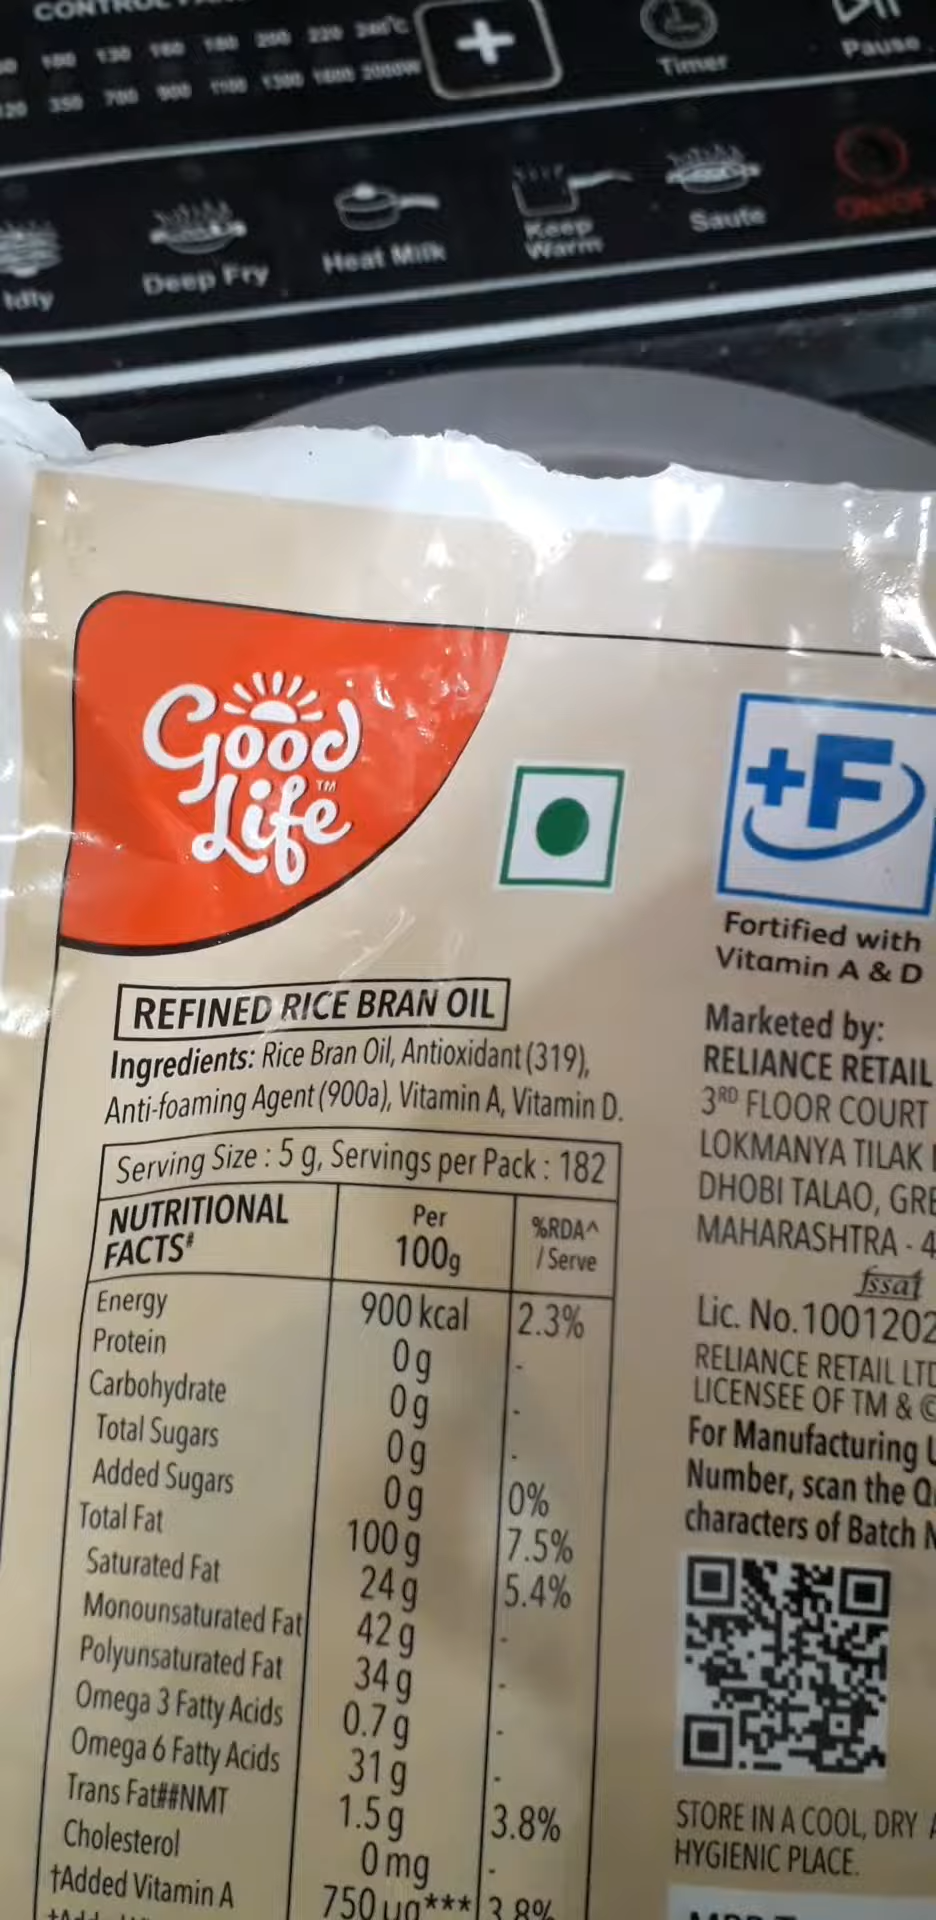 100 130 160 180 200 220 240°C
350 700 900 1100 1300 1600 2000W
Timer
Pause
Idly
Deep Fry
Heat Milk
Keep
Warm
Saute
ON/OFF
Good
Life™
+F
Fortified with
Vitamin A & D
REFINED RICE BRAN OIL
Ingredients: Rice Bran Oil, Antioxidant (319),
Anti-foaming Agent (900a), Vitamin A, Vitamin D.
Serving Size : 5 g, Servings per Pack : 182
NUTRITIONAL FACTS# Per 100g %RDA^ / Serve
Energy 900 kcal 2.3%
Protein 0 g -
Carbohydrate 0 g -
Total Sugars 0 g -
Added Sugars 0 g 0%
Total Fat 100 g 7.5%
Saturated Fat 24 g 5.4%
Monounsaturated Fat 42 g -
Polyunsaturated Fat 34 g -
Omega 3 Fatty Acids 0.7 g -
Omega 6 Fatty Acids 31 g -
Trans Fat##NMT 1.5 g 3.8%
Cholesterol 0 mg -
†Added Vitamin A 750 µg*** 3.8%
Marketed by:
RELIANCE RETAIL
3RD FLOOR COURT
LOKMANYA TILAK
DHOBI TALAO,
MAHARASHTRA - 4
fssai
Lic. No. 1001202
RELIANCE RETAIL LTD
LICENSEE OF TM & ©
For Manufacturing
Number, scan the
characters of Batch
STORE IN A COOL, DRY
HYGIENIC PLACE.